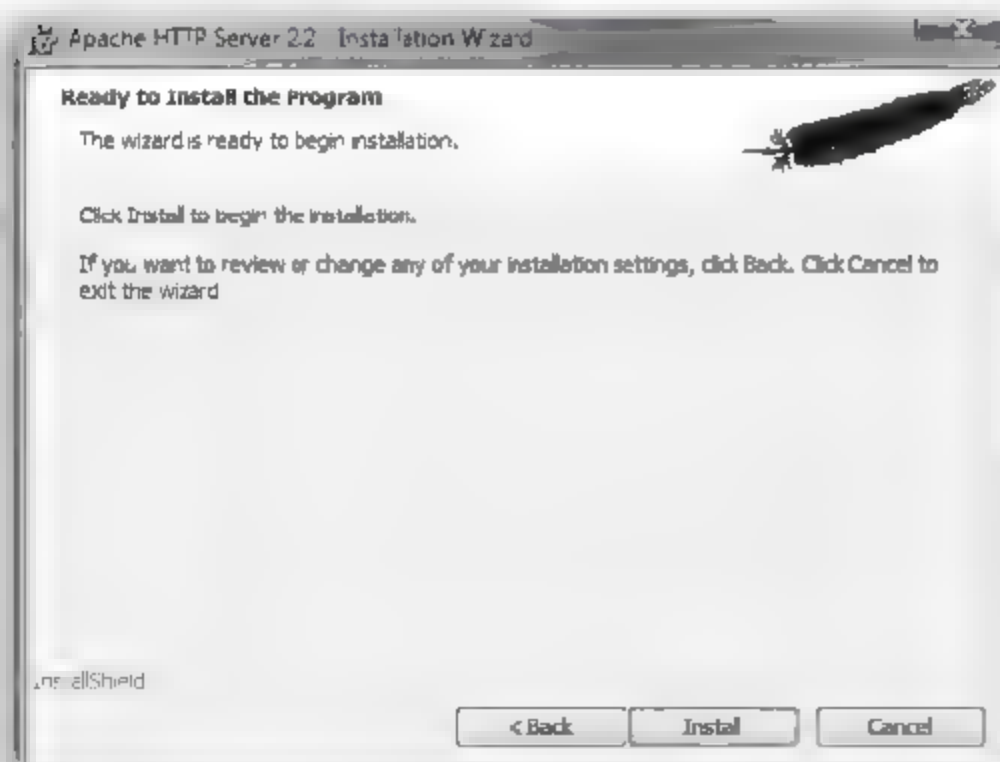 Apache HTTP Server 2.2 Installation Wizard
Ready to Install the Program
The wizard is ready to begin installation.
Click Install to begin the installation.
If you want to review or change any of your installation settings, click Back. Click Cancel to
exit the wizard
InstallShield
< Back Install Cancel